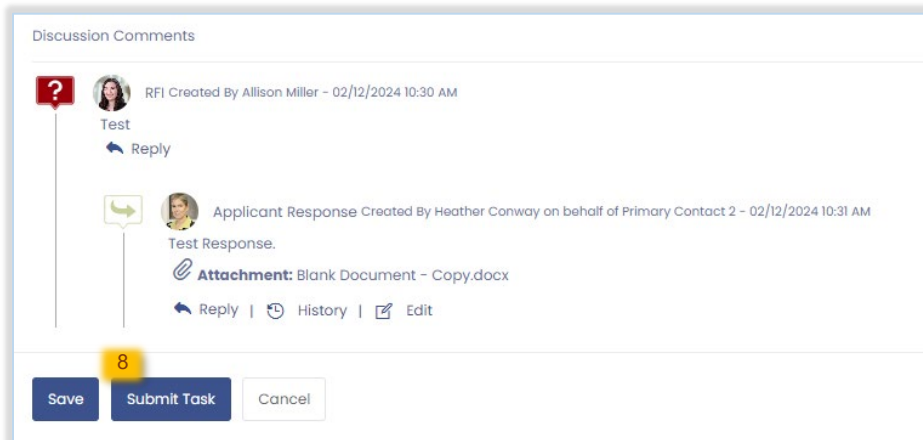 Discussion Comments
?
RFI Created By Allison Miller - 02/12/2024 10:30 AM
Test
Reply
Applicant Response Created By Heather Conway on behalf of Primary Contact 2 - 02/12/2024 10:31 AM
Test Response.
Attachment: Blank Document - Copy.docx
Reply | History | Edit
8
Save Submit Task Cancel